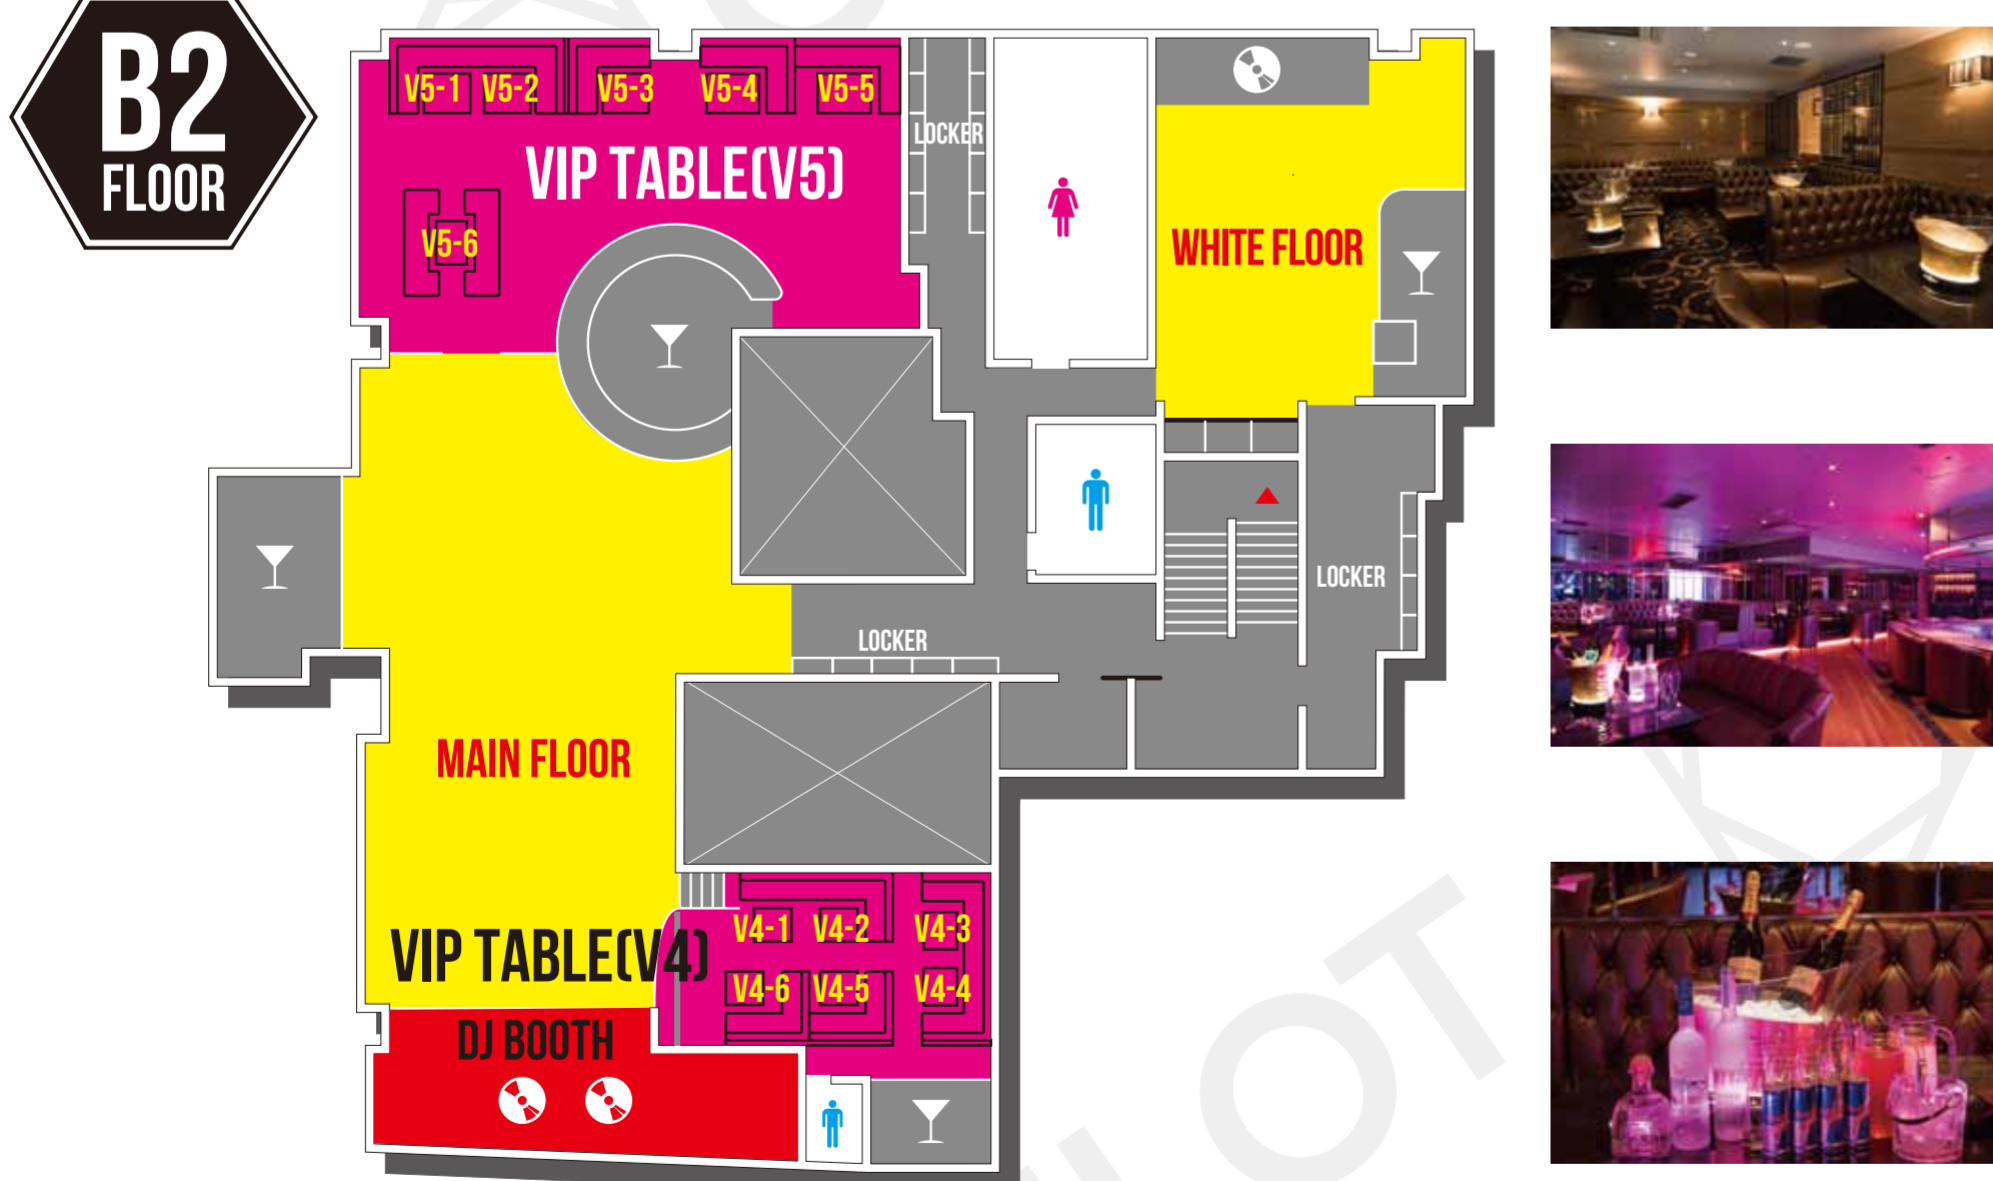 B2
FLOOR
V5-1 V5-2 V5-3 V5-4 V5-5
LOCKER
VIP TABLE(V5)
V5-6
WHITE FLOOR
LOCKER
LOCKER
MAIN FLOOR
VIP TABLE(V4)
V4-1 V4-2 V4-3
V4-6 V4-5 V4-4
DJ BOOTH